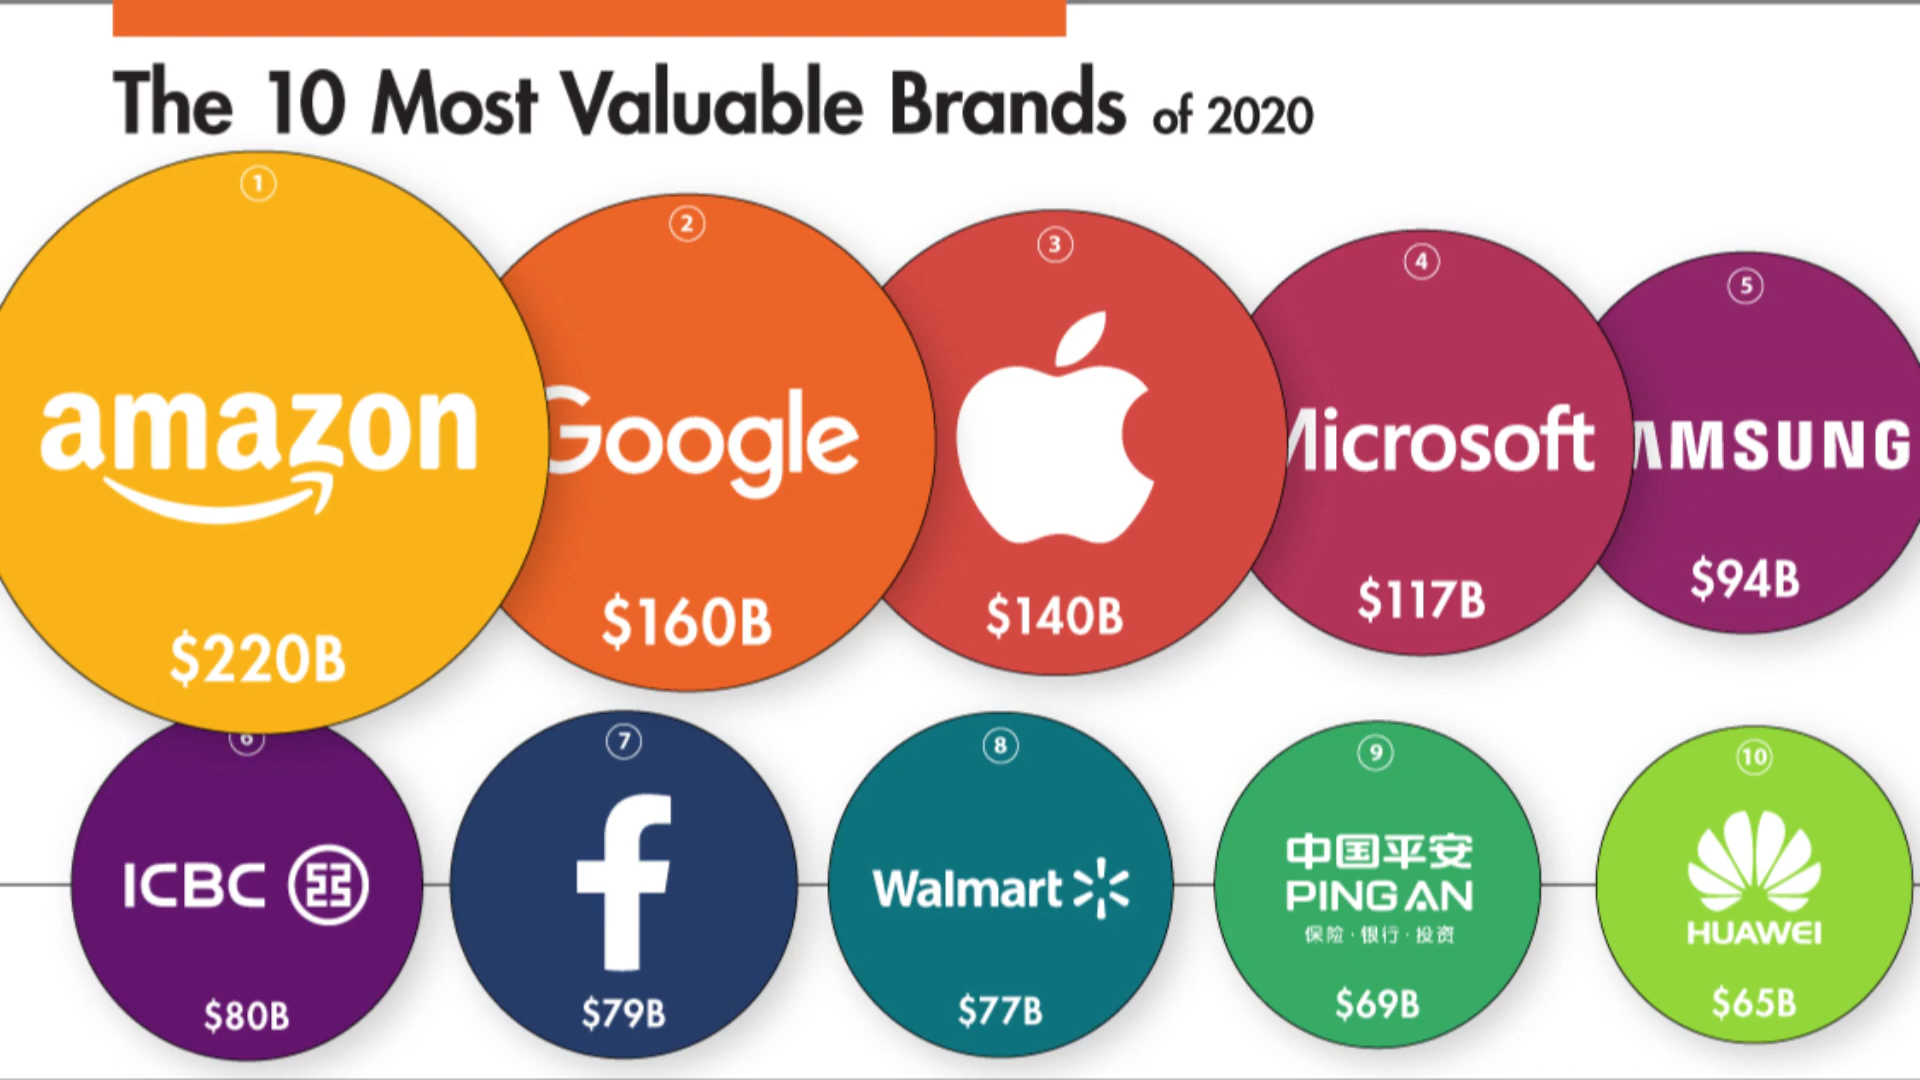 The 10 Most Valuable Brands of 2020
1
amazon
$220B
2
Google
$160B
3
$140B
4
Microsoft
$117B
5
AMSUNG
$94B
6
ICBC
$80B
7
f
$79B
8
Walmart
$77B
9
中国平安
PING AN
保险·银行·投资
$69B
10
HUAWEI
$65B